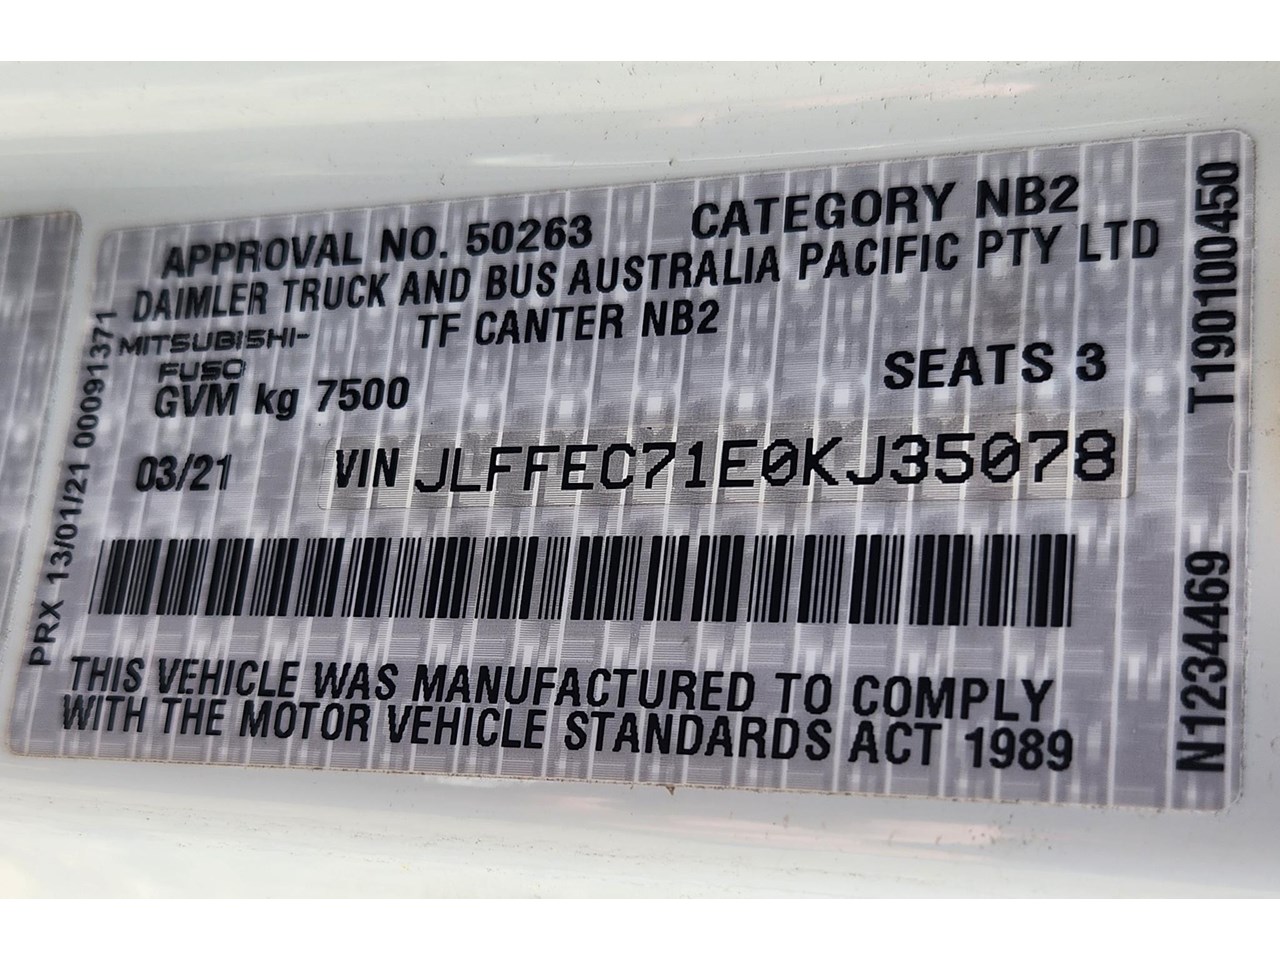 APPROVAL NO. 50263 CATEGORY NB2
DAIMLER TRUCK AND BUS AUSTRALIA PACIFIC PTY LTD
MITSUBISHI- TF CANTER NB2
FUSO
GVM kg 7500 SEATS 3
03/21 VIN JLFFEC71E0KJ35078
THIS VEHICLE WAS MANUFACTURED TO COMPLY
WITH THE MOTOR VEHICLE STANDARDS ACT 1989
PRX 13/01/21 00091371
N1234469 T190100450